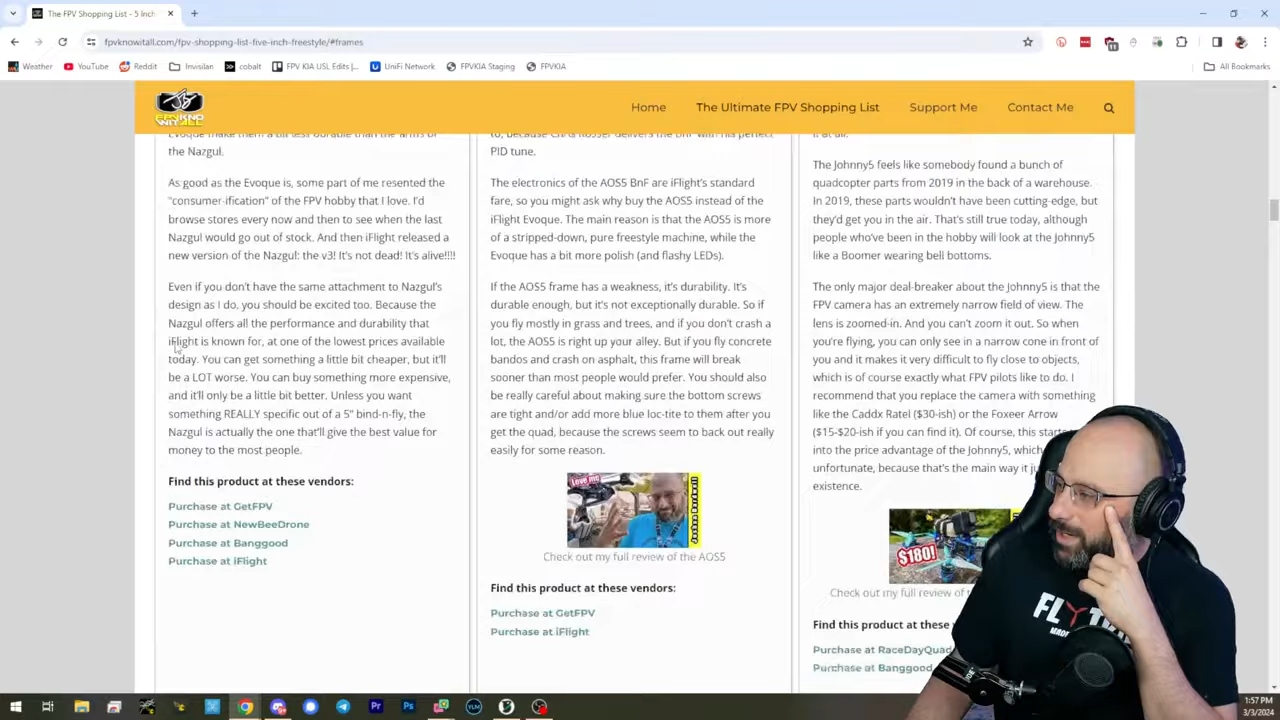 The FPV Shopping List - 5 Inch
fpvknowitall.com/fpv-shopping-list-five-inch-freestyle/#frames
Weather
YouTube
Reddit
Invisilan
cobalt
FPV KIA USL Edits |...
UniFi Network
FPVKIA Staging
FPVKIA
All Bookmarks
Home
The Ultimate FPV Shopping List
Support Me
Contact Me
Evoque make them a bit less durable than the arms of
the Nazgul.
As good as the Evoque is, some part of me resented the
"consumer-ification" of the FPV hobby that I love. I'd
browse stores every now and then to see when the last
Nazgul would go out of stock. And then iFlight released a
new version of the Nazgul: the v3! It's not dead! It's alive!!!!
Even if you don't have the same attachment to Nazgul's
design as I do, you should be excited too. Because the
Nazgul offers all the performance and durability that
iFlight is known for, at one of the lowest prices available
today. You can get something a little bit cheaper, but it'll
be a LOT worse. You can buy something more expensive,
and it'll only be a little bit better. Unless you want
something REALLY specific out of a 5" bind-n-fly, the
Nazgul is actually the one that'll give the best value for
money to the most people.
Find this product at these vendors:
Purchase at GetFPV
Purchase at NewBeeDrone
Purchase at Banggood
Purchase at iFlight
to, because Chris Rosser delivers the BNF with his perfect
PID tune.
The electronics of the AOS5 BnF are iFlight's standard
fare, so you might ask why buy the AOS5 instead of the
iFlight Evoque. The main reason is that the AOS5 is more
of a stripped-down, pure freestyle machine, while the
Evoque has a bit more polish (and flashy LEDs).
If the AOS5 frame has a weakness, it's durability. It's
durable enough, but it's not exceptionally durable. So if
you fly mostly in grass and trees, and if you don't crash a
lot, the AOS5 is right up your alley. But if you fly concrete
bandos and crash on asphalt, this frame will break
sooner than most people would prefer. You should also
be really careful about making sure the bottom screws
are tight and/or add more blue loc-tite to them after you
get the quad, because the screws seem to back out really
easily for some reason.
Love me
Joshua Bardwell
Check out my full review of the AOS5
Find this product at these vendors:
Purchase at GetFPV
Purchase at iFlight
it at all.
The Johnny5 feels like somebody found a bunch of
quadcopter parts from 2019 in the back of a warehouse.
In 2019, these parts wouldn't have been cutting-edge, but
they'd get you in the air. That's still true today, although
people who've been in the hobby will look at the Johnny5
like a Boomer wearing bell bottoms.
The only major deal-breaker about the Johnny5 is that the
FPV camera has an extremely narrow field of view. The
lens is zoomed-in. And you can't zoom it out. So when
you're flying, you can only see in a narrow cone in front of
you and it makes it very difficult to fly close to objects,
which is of course exactly what FPV pilots like to do. I
recommend that you replace the camera with something
like the Caddx Ratel ($30-ish) or the Foxeer Arrow
($15-$20-ish if you can find it). Of course, this starts
into the price advantage of the Johnny5, which
unfortunate, because that's the main way it
existence.
$180!
Check out my full review of
Find this product at these
Purchase at RaceDayQuad
Purchase at Banggood
1:57 PM
3/3/2024